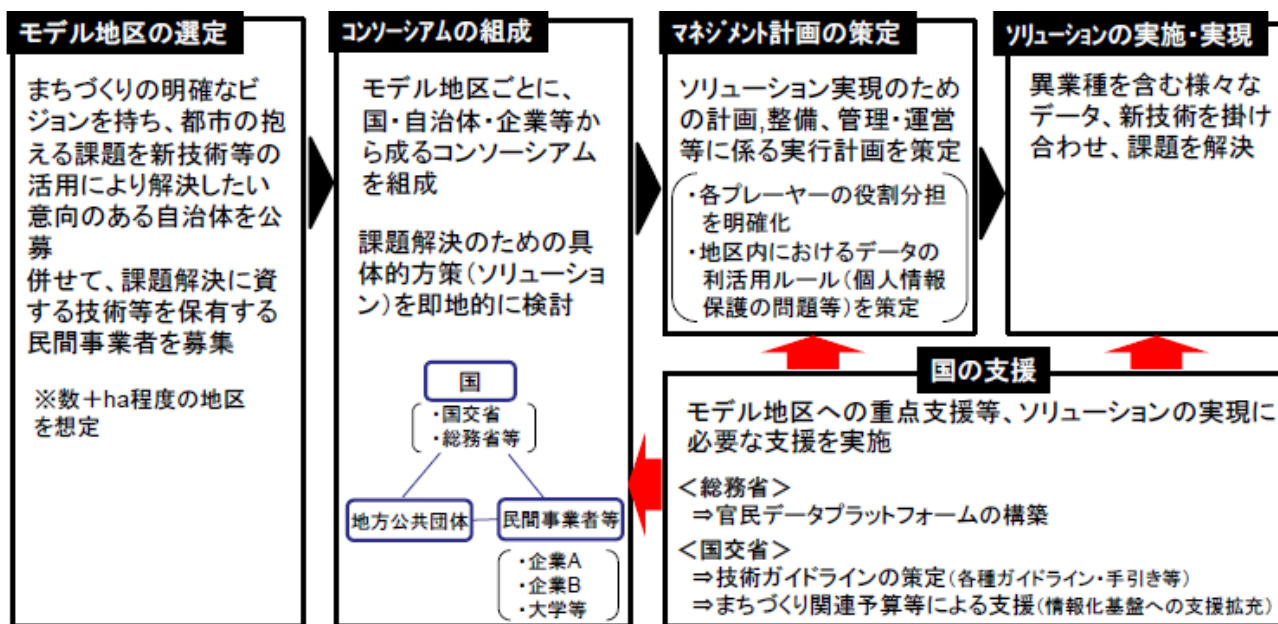 モデル地区の選定
まちづくりの明確なビ
ジョンを持ち、都市の抱
える課題を新技術等の
活用により解決したい
意向のある自治体を公
募
併せて、課題解決に資
する技術等を保有する
民間事業者を募集
※数十ha程度の地区
を想定
コンソーシアムの組成
モデル地区ごとに、
国・自治体・企業等か
ら成るコンソーシアム
を組成
課題解決のための具
体的方策(ソリューショ
ン)を即地的に検討
国
・国交省
・総務省等
地方公共団体
民間事業者等
・企業A
・企業B
・大学等
マネジメント計画の策定
ソリューション実現のため
の計画,整備、管理・運営
等に係る実行計画を策定
・各プレーヤーの役割分担
を明確化
・地区内におけるデータの
利活用ルール(個人情報
保護の問題等)を策定
ソリューションの実施・実現
異業種を含む様々な
データ、新技術を掛け
合わせ、課題を解決
国の支援
モデル地区への重点支援等、ソリューションの実現に
必要な支援を実施
<総務省>
⇒官民データプラットフォームの構築
<国交省>
⇒技術ガイドラインの策定(各種ガイドライン・手引き等)
⇒まちづくり関連予算等による支援(情報化基盤への支援拡充)